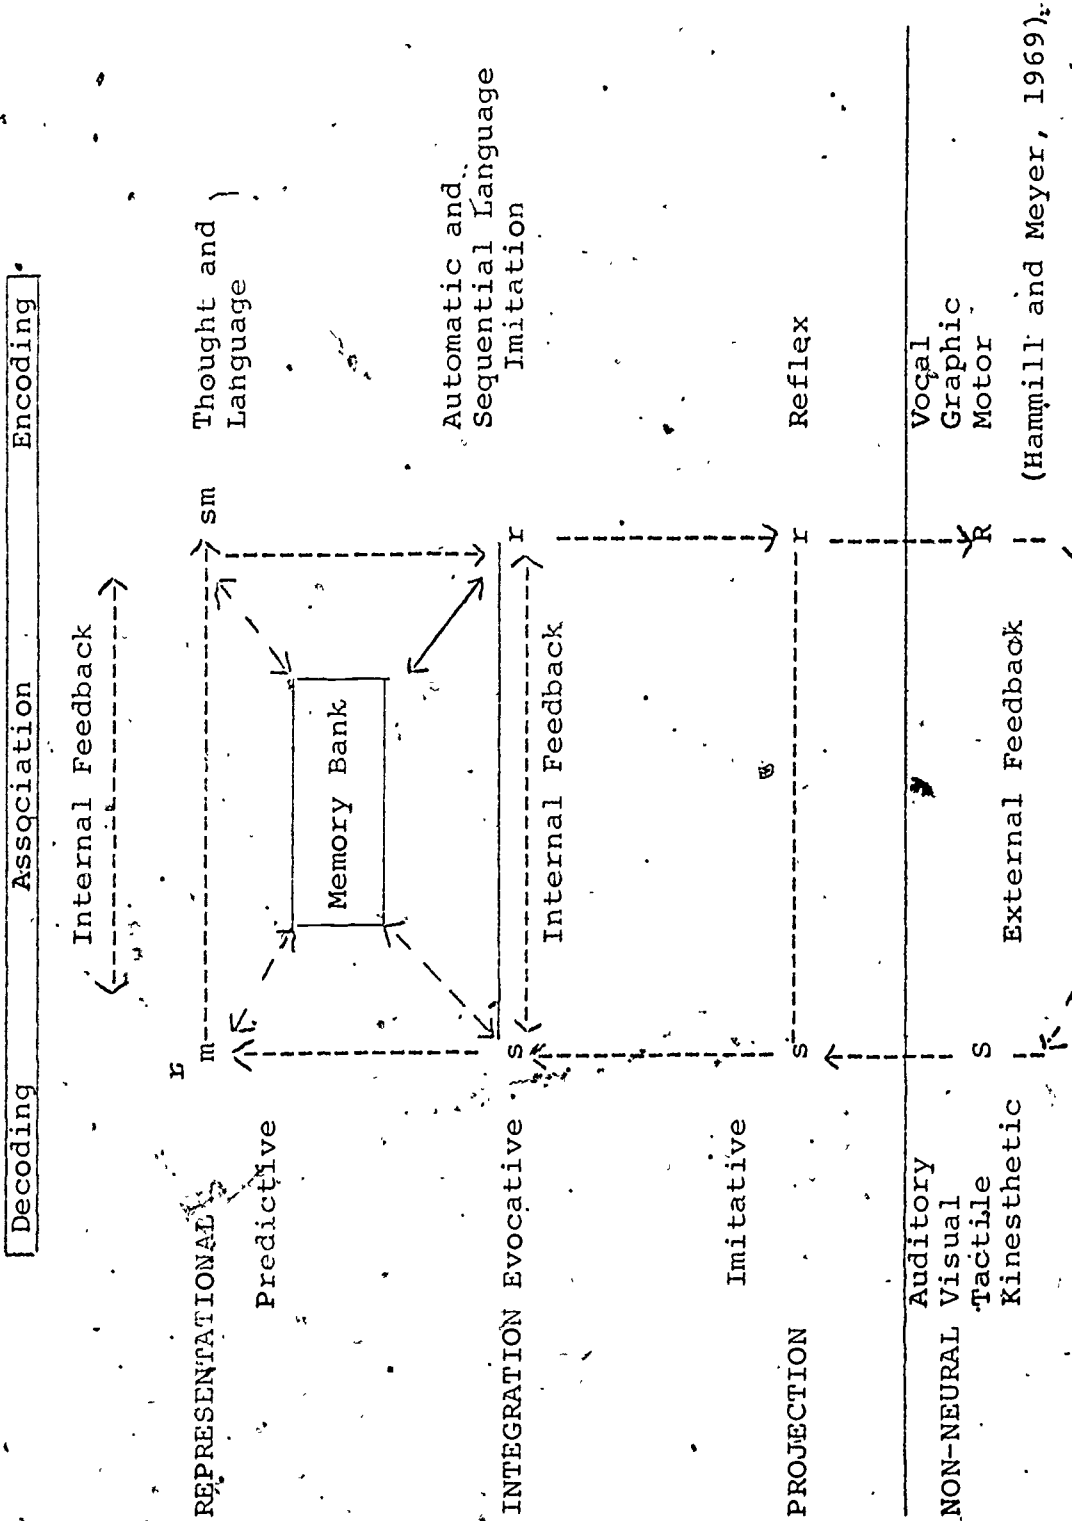 Decoding Association Encoding
Internal Feedback
r
REPRESENTATIONAL m sm Thought and
Language
Predictive
Memory Bank
Automatic and
INTEGRATION Evocative s r Sequential Language
Imitation
Internal Feedback
Imitative
PROJECTION s r Reflex
Auditory Vocal
NON-NEURAL Visual Graphic
Tactile S R Motor
Kinesthetic External Feedback
(Hammill and Meyer, 1969).